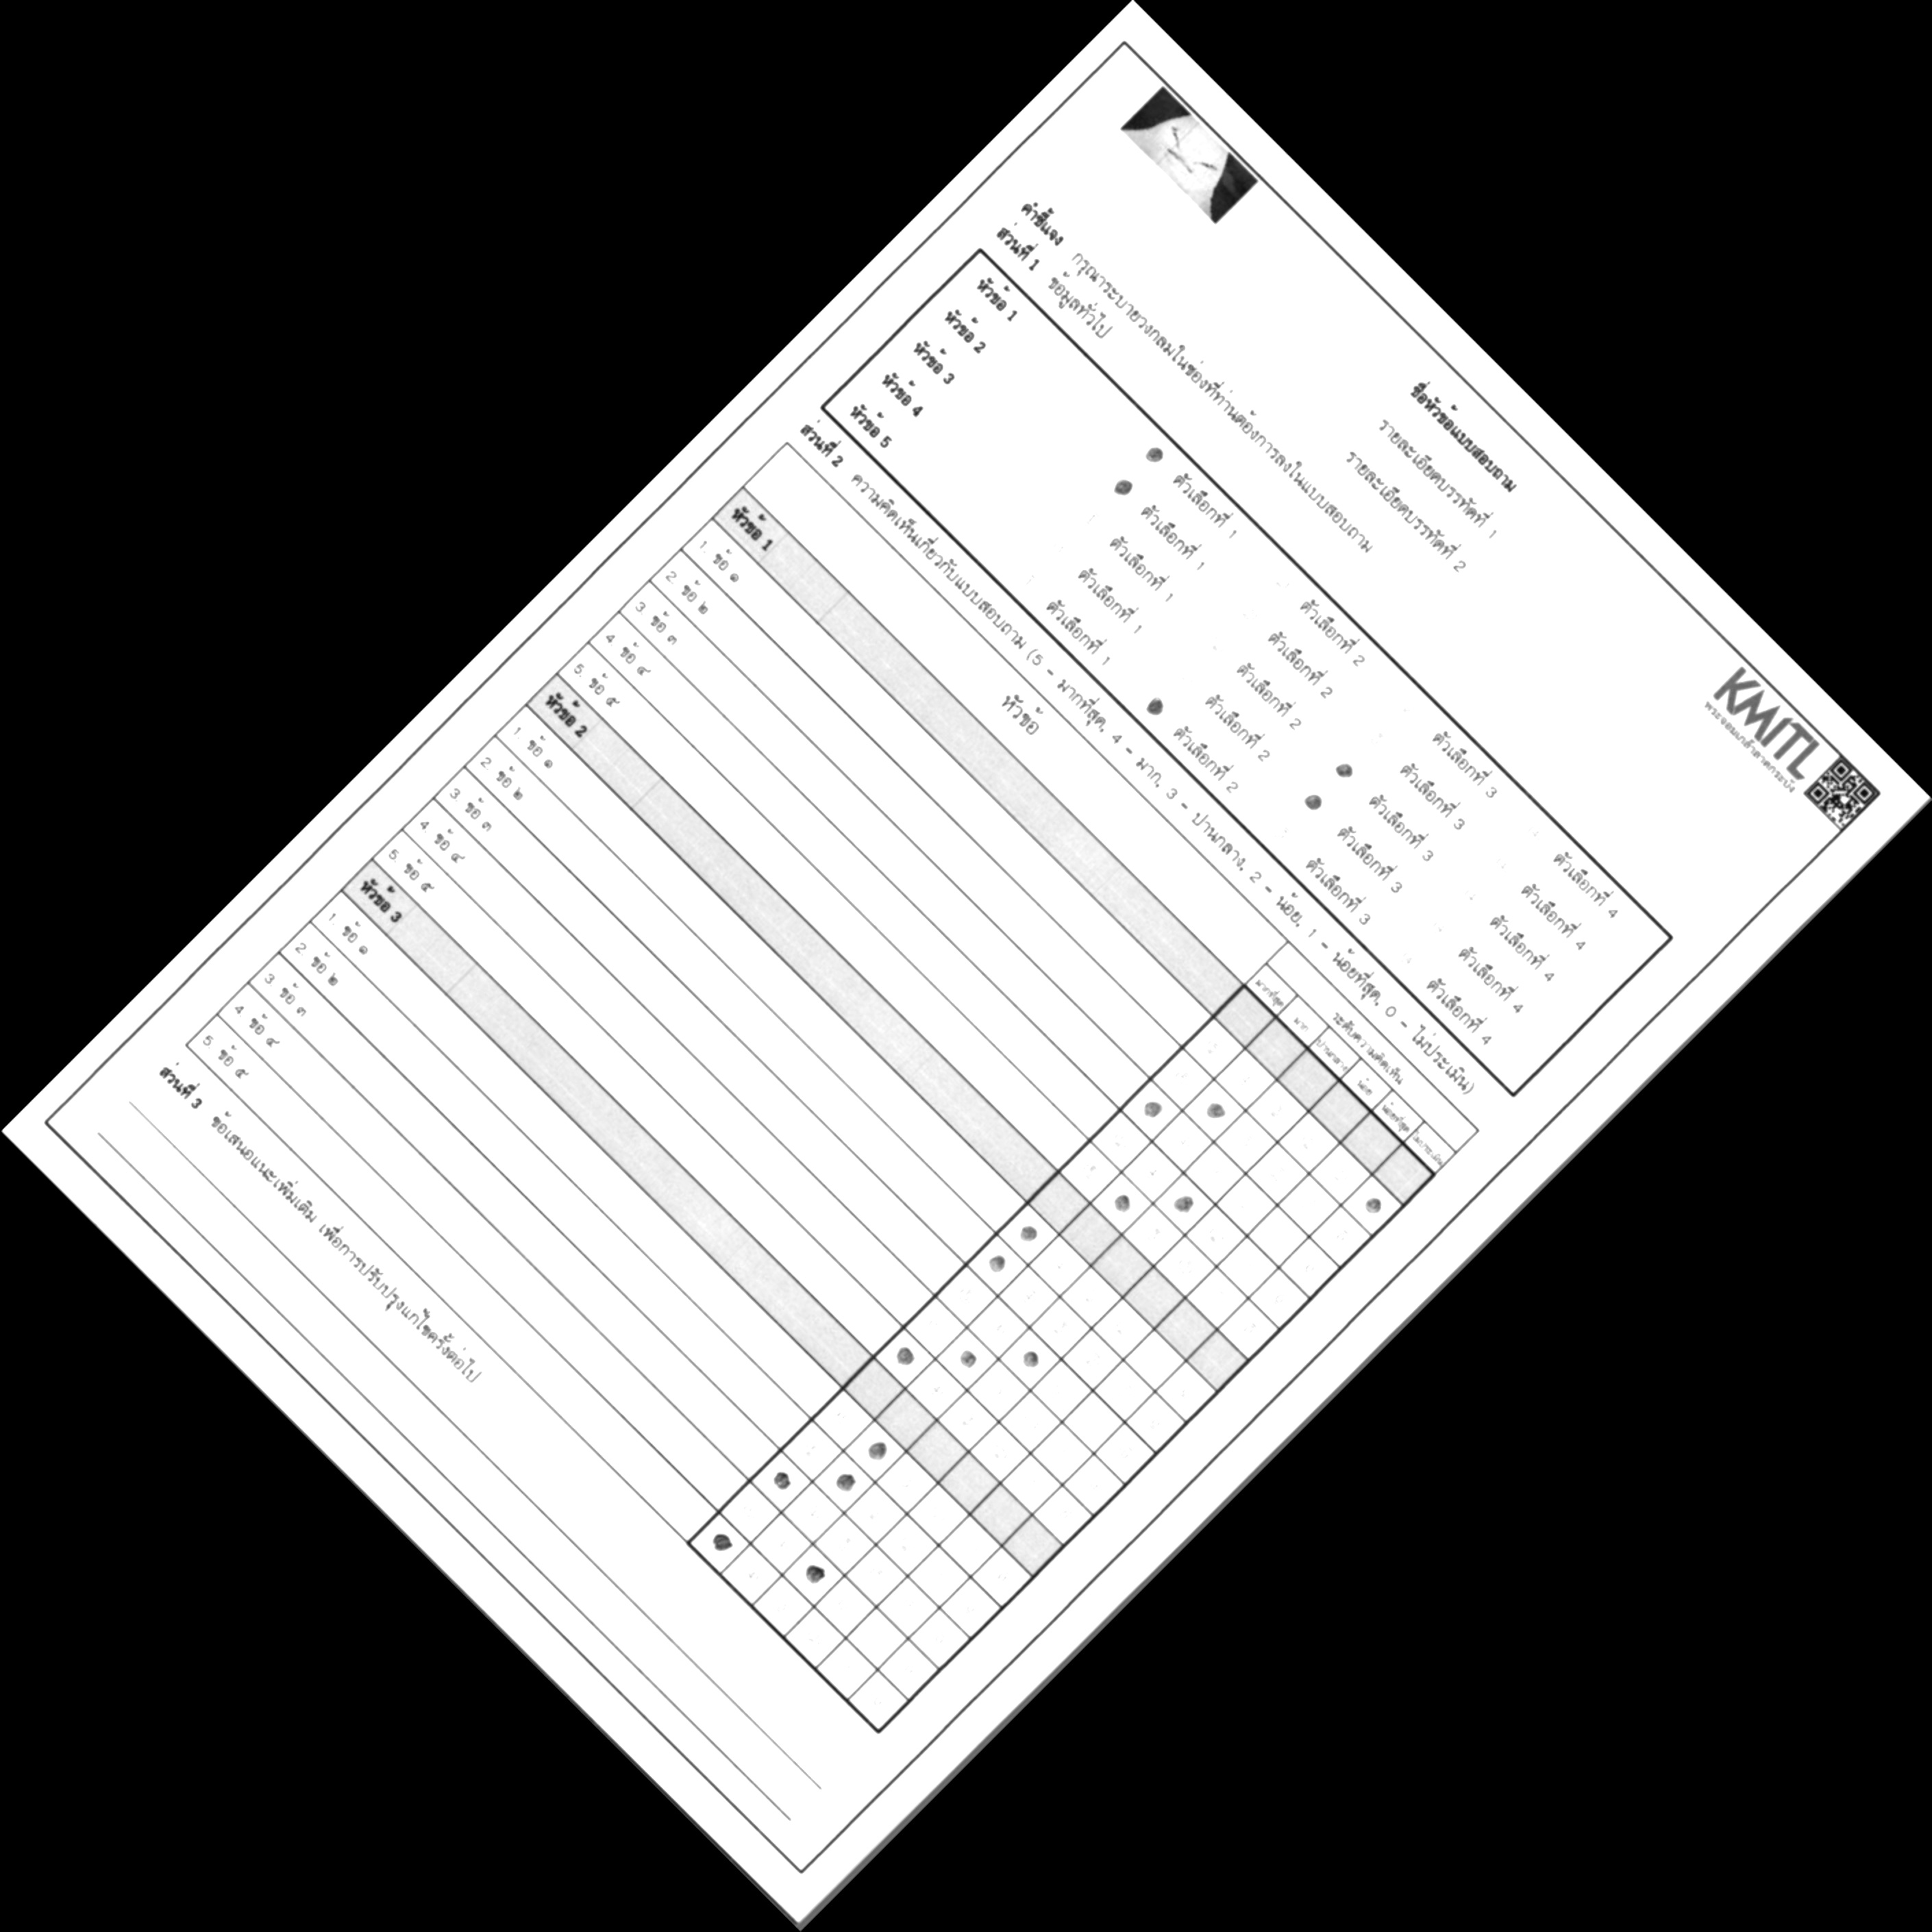 KMITL
พระจอมเกล้าลาดกระบัง
ชื่อหัวข้อแบบสอบถาม
รายละเอียดบรรทัดที่ 1
รายละเอียดบรรทัดที่ 2
คำชี้แจง กรุณาระบายวงกลมในช่องที่ท่านต้องการลงในแบบสอบถาม
ส่วนที่ 1 ข้อมูลทั่วไป
หัวข้อ 1 ตัวเลือกที่ 1 ตัวเลือกที่ 2 ตัวเลือกที่ 3 ตัวเลือกที่ 4
หัวข้อ 2 ตัวเลือกที่ 1 ตัวเลือกที่ 2 ตัวเลือกที่ 3 ตัวเลือกที่ 4
หัวข้อ 3 ตัวเลือกที่ 1 ตัวเลือกที่ 2 ตัวเลือกที่ 3 ตัวเลือกที่ 4
หัวข้อ 4 ตัวเลือกที่ 1 ตัวเลือกที่ 2 ตัวเลือกที่ 3 ตัวเลือกที่ 4
หัวข้อ 5 ตัวเลือกที่ 1 ตัวเลือกที่ 2 ตัวเลือกที่ 3 ตัวเลือกที่ 4
ส่วนที่ 2 ความคิดเห็นเกี่ยวกับแบบสอบถาม (5 - มากที่สุด, 4 - มาก, 3 - ปานกลาง, 2 - น้อย, 1 - น้อยที่สุด, 0 - ไม่ประเมิน)
หัวข้อ ระดับความคิดเห็น
มากที่สุด มาก ปานกลาง น้อย น้อยที่สุด ไม่ประเมิน
หัวข้อ 1
1. ข้อ ๑
2. ข้อ ๒
3. ข้อ ๓
4. ข้อ ๔
5. ข้อ ๕
หัวข้อ 2
1. ข้อ ๑
2. ข้อ ๒
3. ข้อ ๓
4. ข้อ ๔
5. ข้อ ๕
หัวข้อ 3
1. ข้อ ๑
2. ข้อ ๒
3. ข้อ ๓
4. ข้อ ๔
5. ข้อ ๕
ส่วนที่ 3 ข้อเสนอแนะเพิ่มเติม เพื่อการปรับปรุงแก้ไขครั้งต่อไป